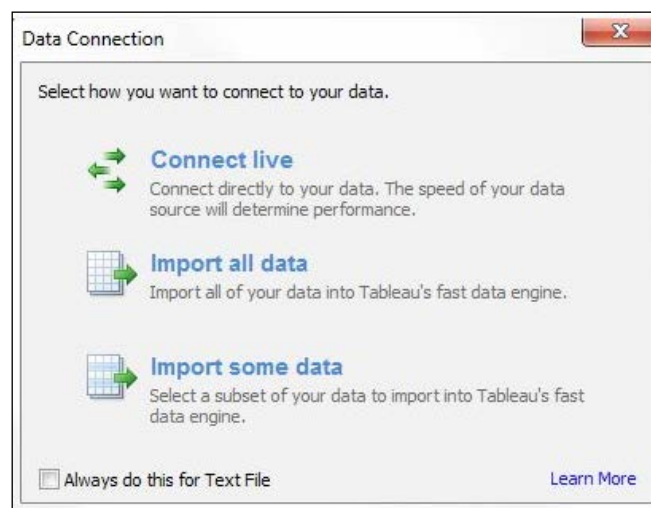 Data Connection
Select how you want to connect to your data.
Connect live
Connect directly to your data. The speed of your data
source will determine performance.
Import all data
Import all of your data into Tableau's fast data engine.
Import some data
Select a subset of your data to import into Tableau's fast
data engine.
Always do this for Text File Learn More